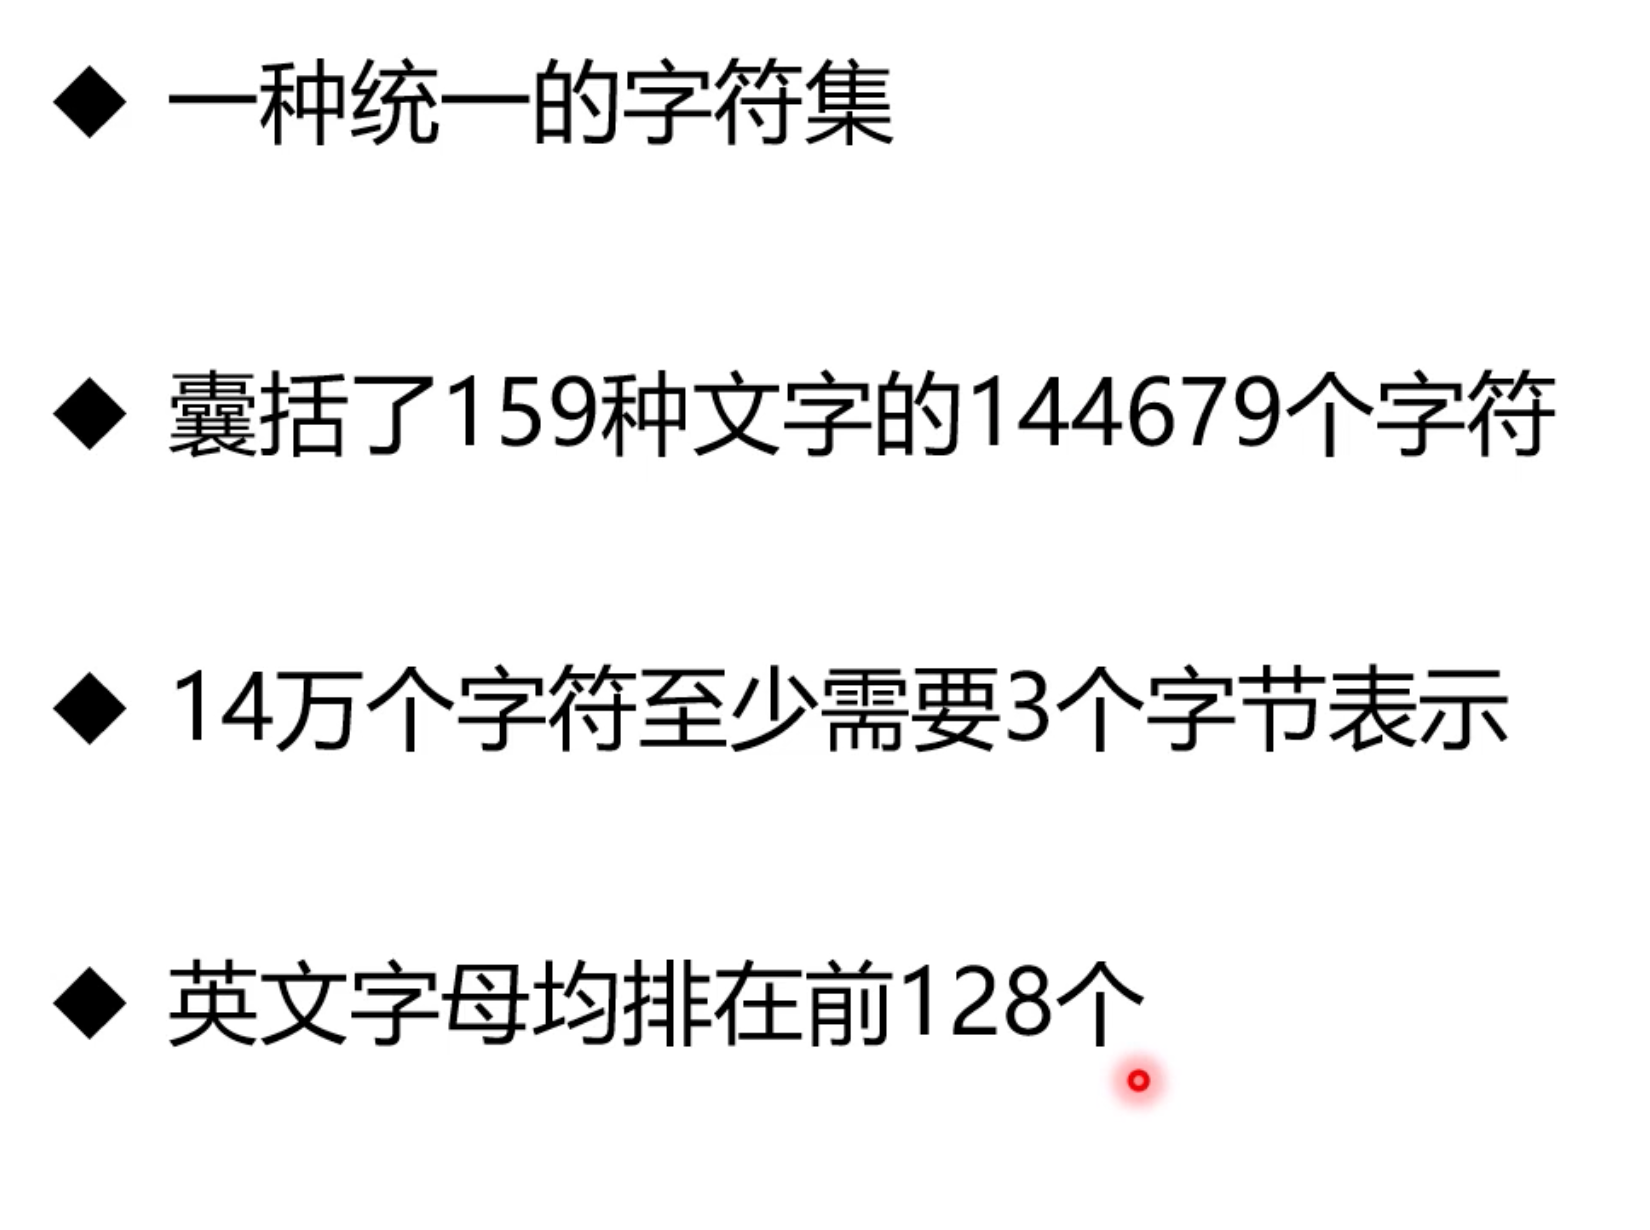 ◆ 一种统一的字符集
◆ 囊括了159种文字的144679个字符
◆ 14万个字符至少需要3个字节表示
◆ 英文字母均排在前128个